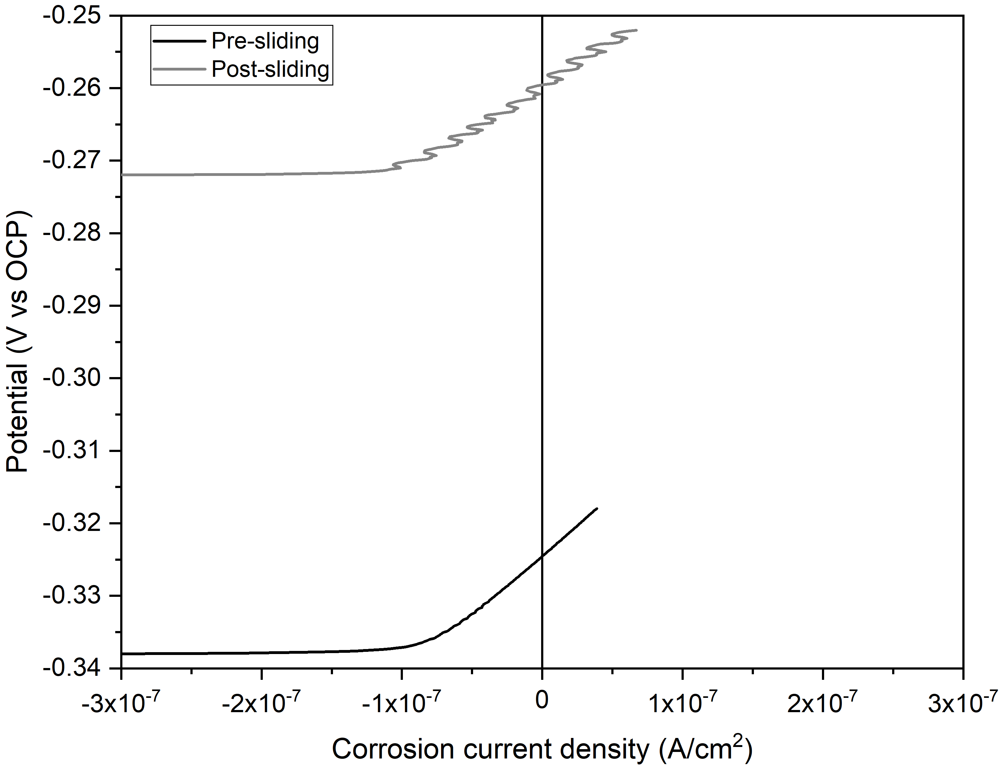 Pre-sliding
Post-sliding
Potential (V vs OCP)
-0.25
-0.26
-0.27
-0.28
-0.29
-0.30
-0.31
-0.32
-0.33
-0.34
-3x10⁻⁷ -2x10⁻⁷ -1x10⁻⁷ 0 1x10⁻⁷ 2x10⁻⁷ 3x10⁻⁷
Corrosion current density (A/cm²)